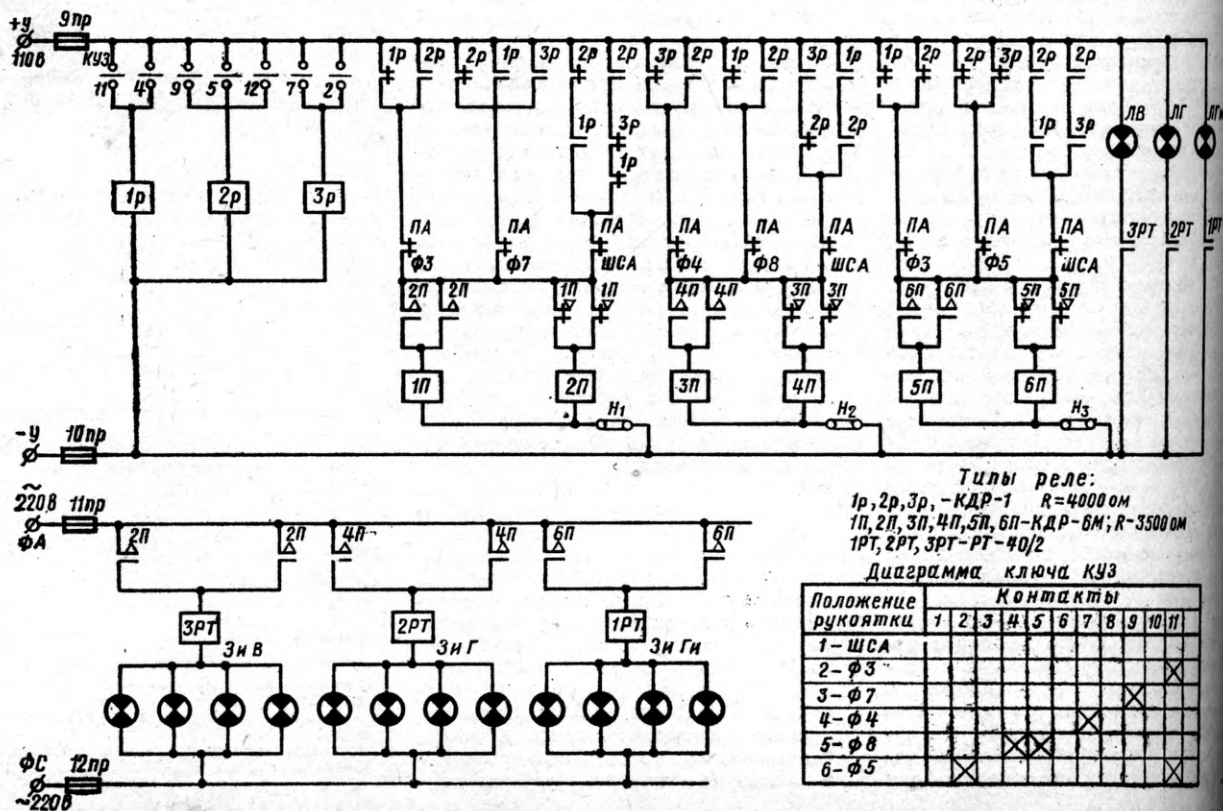 +У 9пр
110В
КУЗ
11 4 9 5 12 7 2
1р 2р 2р 1р 3р 2р 2р 3р 2р 1р 2р 3р 1р 1р 2р 2р 3р 2р 2р
1р 3р 2р 2р 1р 3р
1р
ЛВ ЛГ
1р 2р 3р
ПА ПА ПА ПА ПА ПА ПА ПА ПА
3РТ 2РТ 1РТ
Ф3 Ф7 ШСА Ф4 Ф8 ШСА Ф3 Ф5 ШСА
2П 2П 1П 1П 4П 4П 3П 3П 6П 6П 5П 5П
1П 2П 3П 4П 5П 6П
Н1 Н2 Н3
-У 10пр
Типы реле:
1р, 2р, 3р, -КДР-1 R=4000 ом
1П, 2П, 3П, 4П, 5П, 6П-КДР-6М; R-3500 ом
1РТ, 2РТ, 3РТ-РТ-40/2
~
220В 11пр
ФА
2П 2П 4П 4П 6П 6П
3РТ 2РТ 1РТ
ЗиВ ЗиГ ЗиГи
ФС 12пр
~220В
Диаграмма ключа КУЗ
Положение рукоятки Контакты
1 2 3 4 5 6 7 8 9 10 11
1-ШСА
2-Ф3
3-Ф7
4-Ф4
5-Ф8
6-Ф5